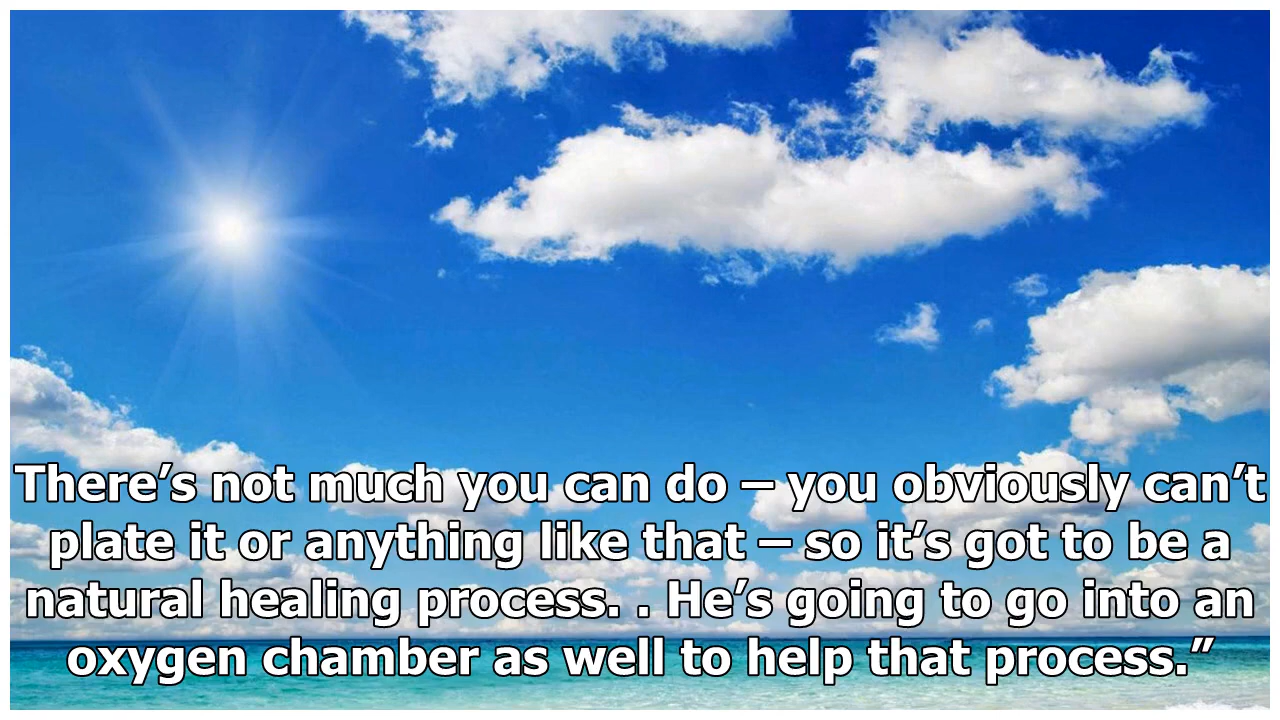 There’s not much you can do – you obviously can’t
plate it or anything like that – so it’s got to be a
natural healing process. . He’s going to go into an
oxygen chamber as well to help that process.”